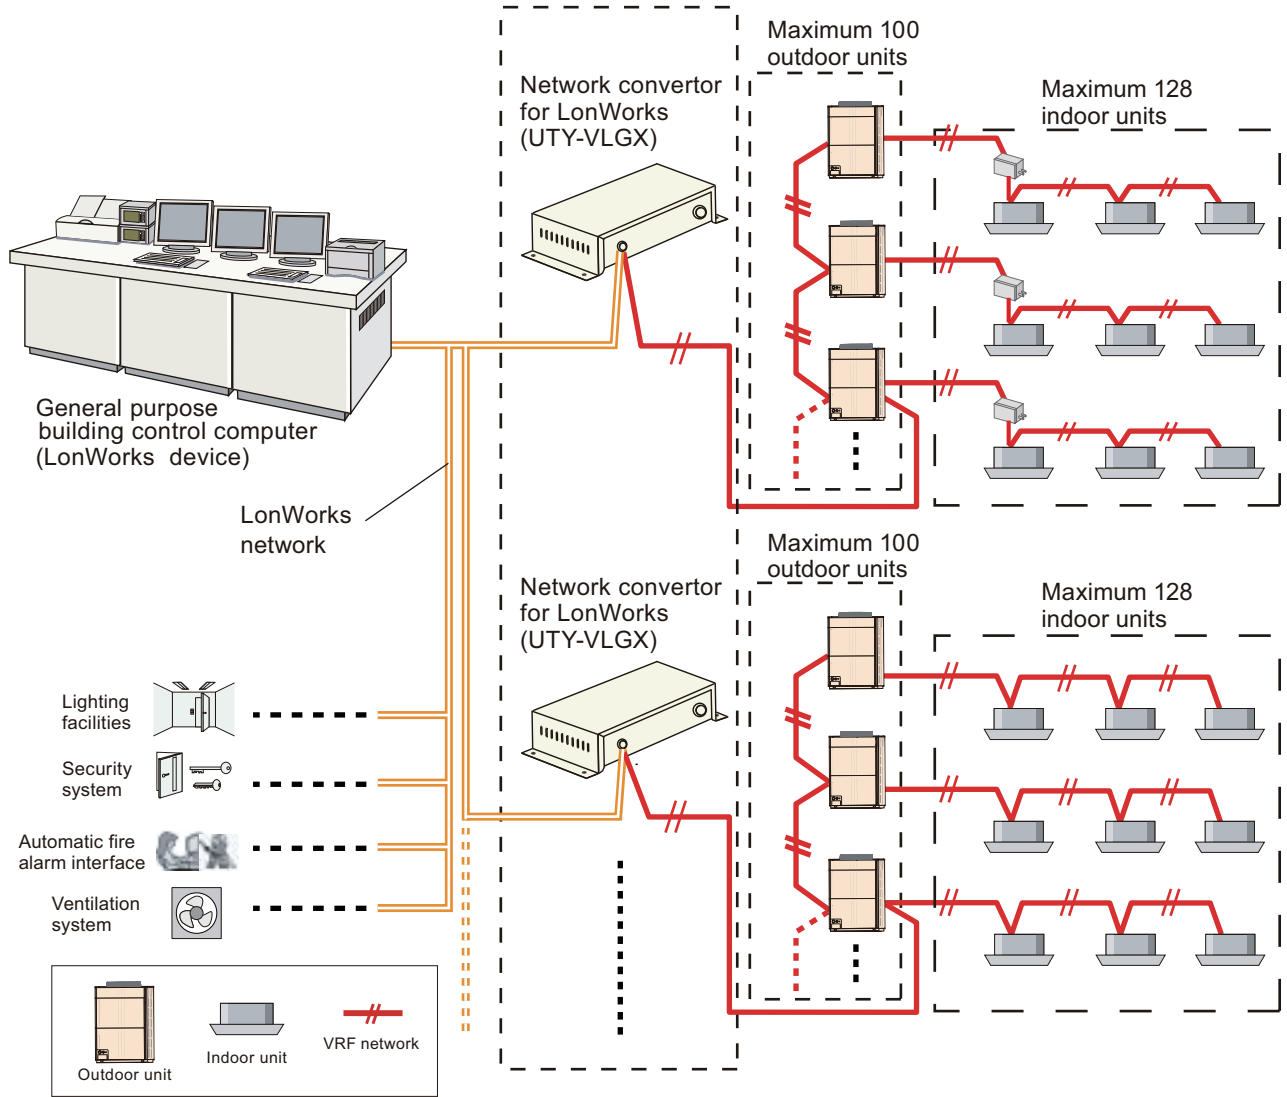 Maximum 100
outdoor units
Network convertor
for LonWorks
(UTY-VLGX)
Maximum 128
indoor units
General purpose
building control computer
(LonWorks device)
LonWorks
network
Maximum 100
outdoor units
Network convertor
for LonWorks
(UTY-VLGX)
Maximum 128
indoor units
Lighting
facilities
Security
system
Automatic fire
alarm interface
Ventilation
system
Outdoor unit
Indoor unit
VRF network